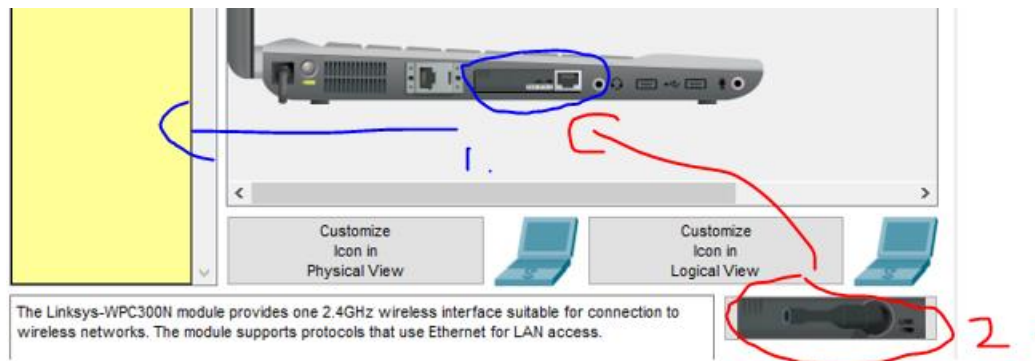 1.
Customize
Icon in
Physical View
Customize
Icon in
Logical View
The Linksys-WPC300N module provides one 2.4GHz wireless interface suitable for connection to
wireless networks. The module supports protocols that use Ethernet for LAN access.
2